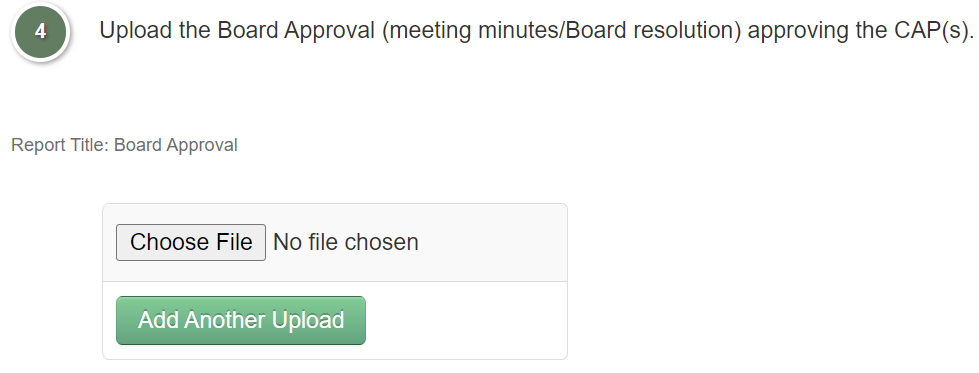 4 Upload the Board Approval (meeting minutes/Board resolution) approving the CAP(s).
Report Title: Board Approval
Choose File No file chosen
Add Another Upload